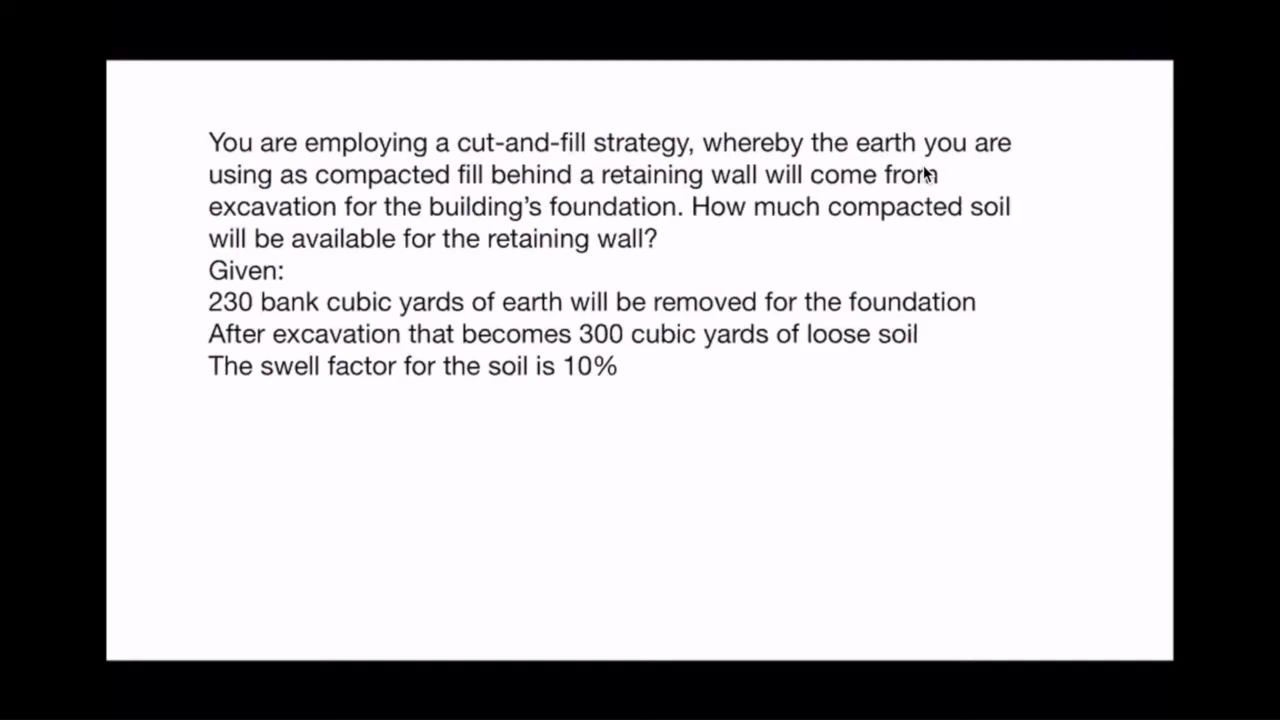 You are employing a cut-and-fill strategy, whereby the earth you are
using as compacted fill behind a retaining wall will come from
excavation for the building’s foundation. How much compacted soil
will be available for the retaining wall?
Given:
230 bank cubic yards of earth will be removed for the foundation
After excavation that becomes 300 cubic yards of loose soil
The swell factor for the soil is 10%